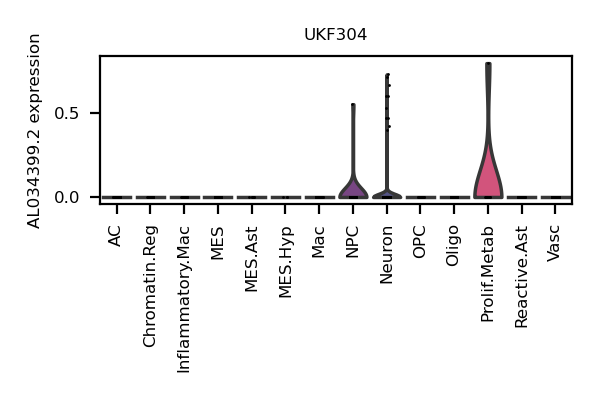 UKF304
AL034399.2 expression
0.5
0.0
AC
Chromatin.Reg
Inflammatory.Mac
MES
MES.Ast
MES.Hyp
Mac
NPC
Neuron
OPC
Oligo
Prolif.Metab
Reactive.Ast
Vasc